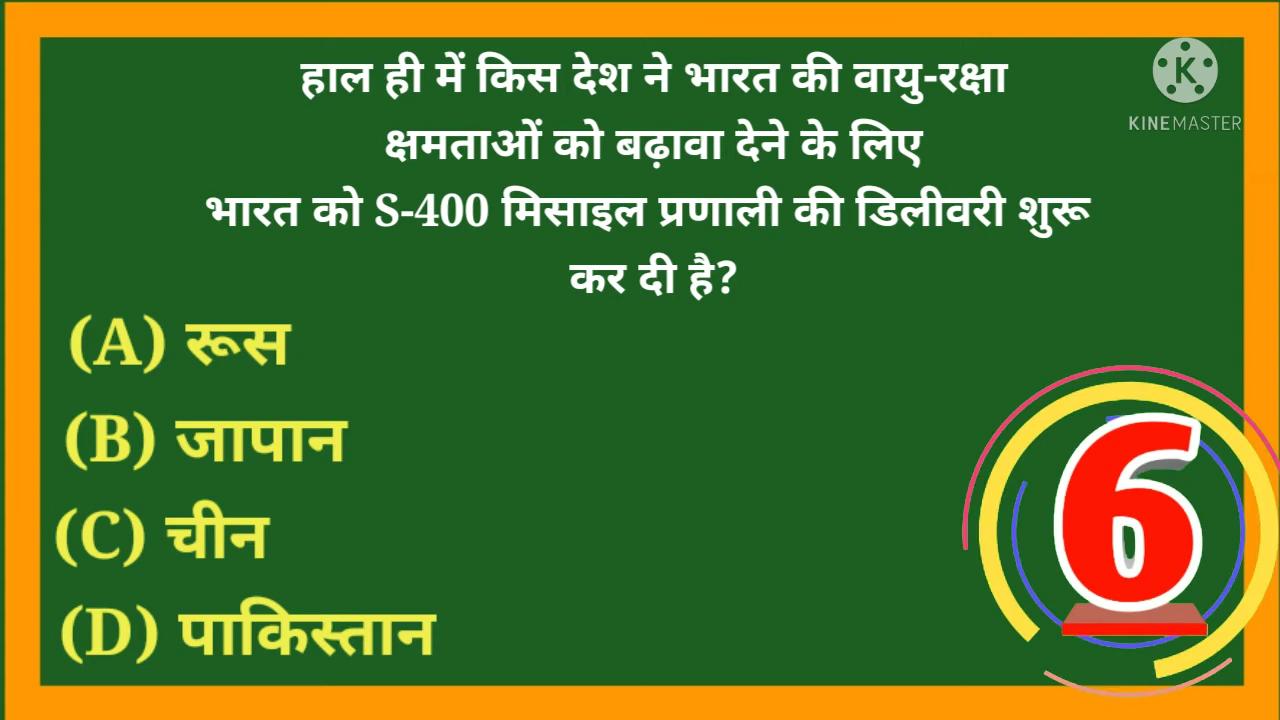 हाल ही में किस देश ने भारत की वायु-रक्षा
क्षमताओं को बढ़ावा देने के लिए
भारत को S-400 मिसाइल प्रणाली की डिलीवरी शुरू
कर दी है?
(A) रूस
(B) जापान
(C) चीन
(D) पाकिस्तान
6
K
KINEMASTER